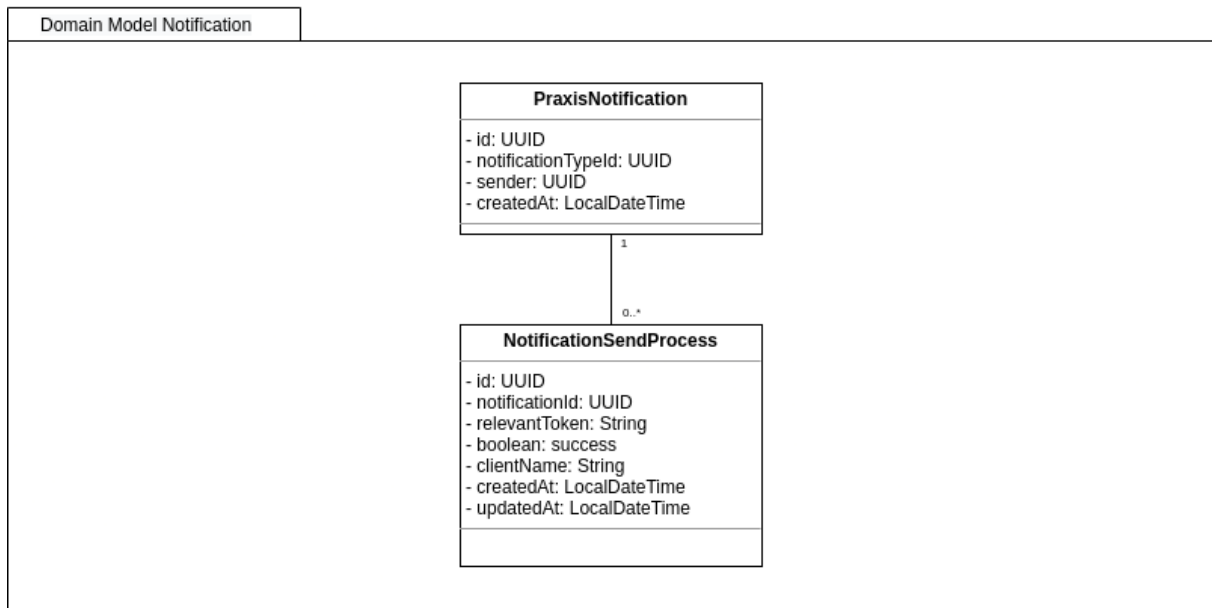 Domain Model Notification
PraxisNotification
- id: UUID
- notificationTypeId: UUID
- sender: UUID
- createdAt: LocalDateTime
1
0..*
NotificationSendProcess
- id: UUID
- notificationId: UUID
- relevantToken: String
- boolean: success
- clientName: String
- createdAt: LocalDateTime
- updatedAt: LocalDateTime